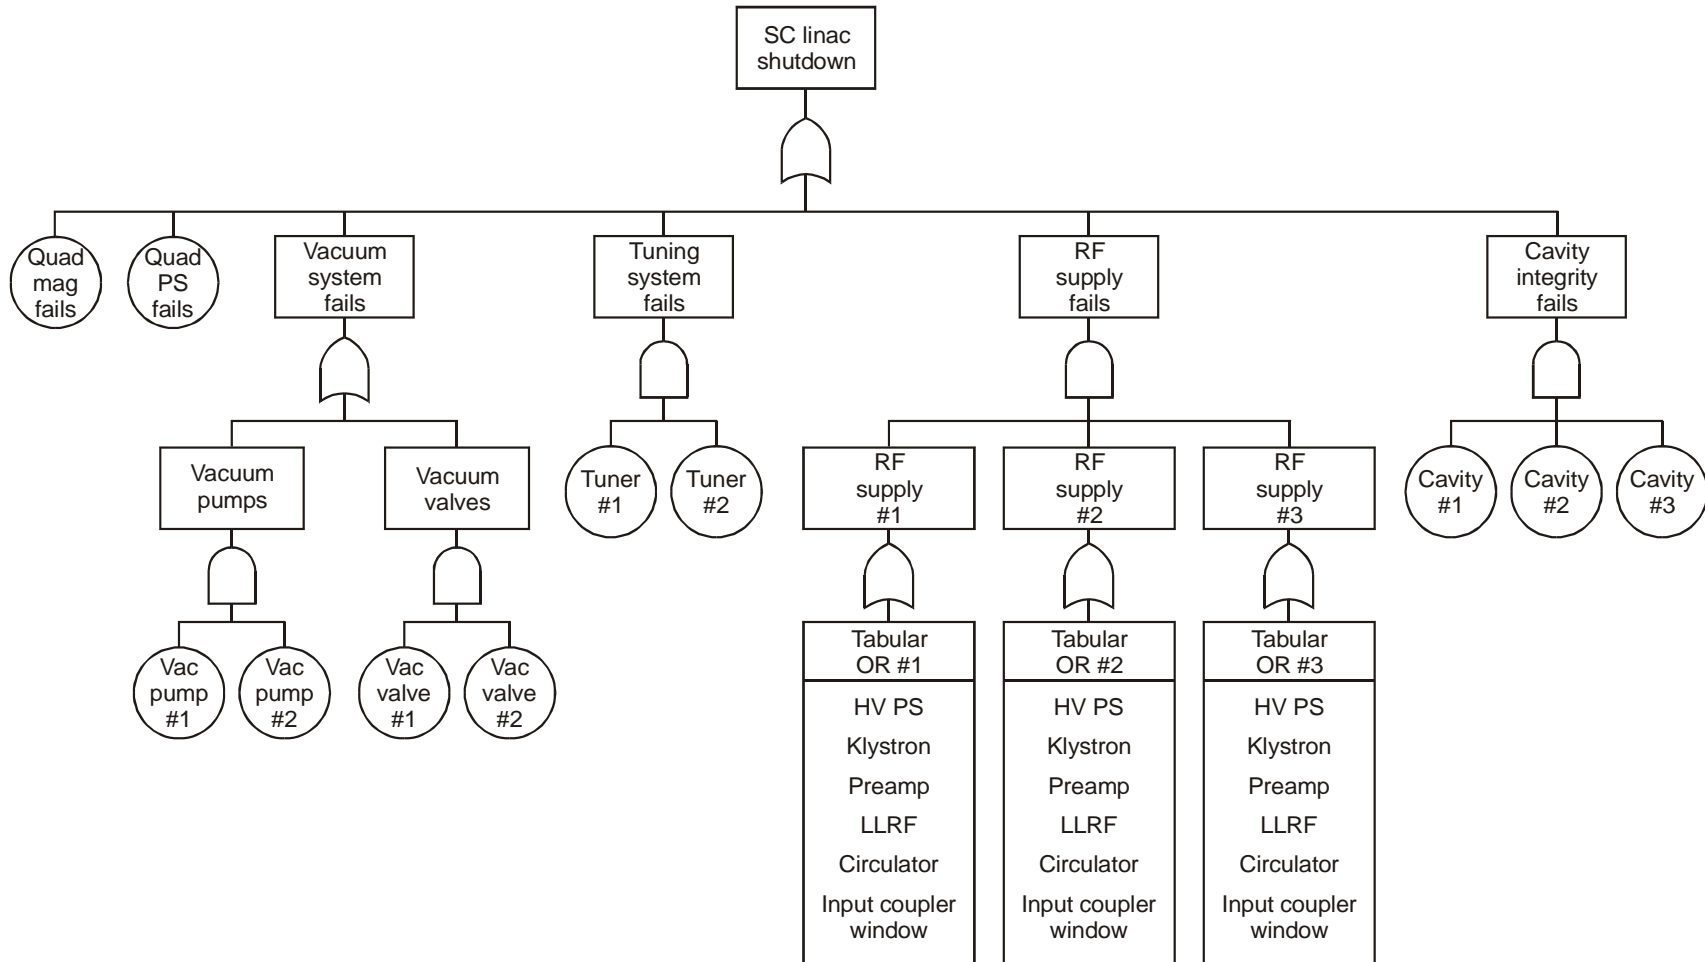 SC linac
shutdown
Quad
mag
fails
Quad
PS
fails
Vacuum
system
fails
Tuning
system
fails
RF
supply
fails
Cavity
integrity
fails
Vacuum
pumps
Vacuum
valves
Tuner
#1
Tuner
#2
RF
supply
#1
RF
supply
#2
RF
supply
#3
Cavity
#1
Cavity
#2
Cavity
#3
Vac
pump
#1
Vac
pump
#2
Vac
valve
#1
Vac
valve
#2
Tabular
OR #1
HV PS
Klystron
Preamp
LLRF
Circulator
Input coupler
window
Tabular
OR #2
HV PS
Klystron
Preamp
LLRF
Circulator
Input coupler
window
Tabular
OR #3
HV PS
Klystron
Preamp
LLRF
Circulator
Input coupler
window